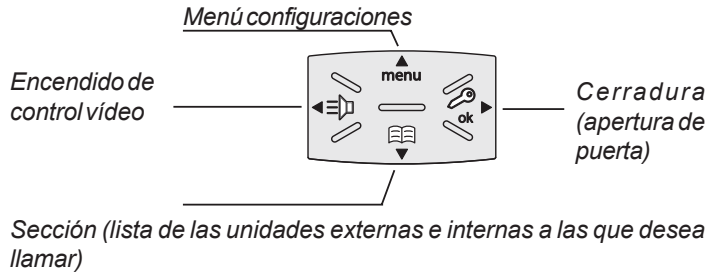 Menú configuraciones
menu
Encendido de
control vídeo
ok
Cerradura
(apertura de
puerta)
Sección (lista de las unidades externas e internas a las que desea
llamar)